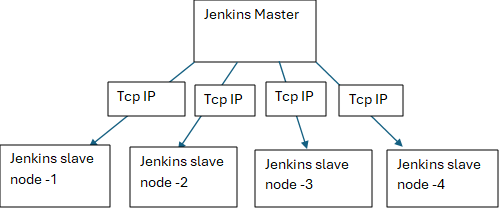 Jenkins Master
Tcp IP
Tcp IP
Tcp IP
Tcp IP
Jenkins slave
node -1
Jenkins slave
node -2
Jenkins slave
node -3
Jenkins slave
node -4